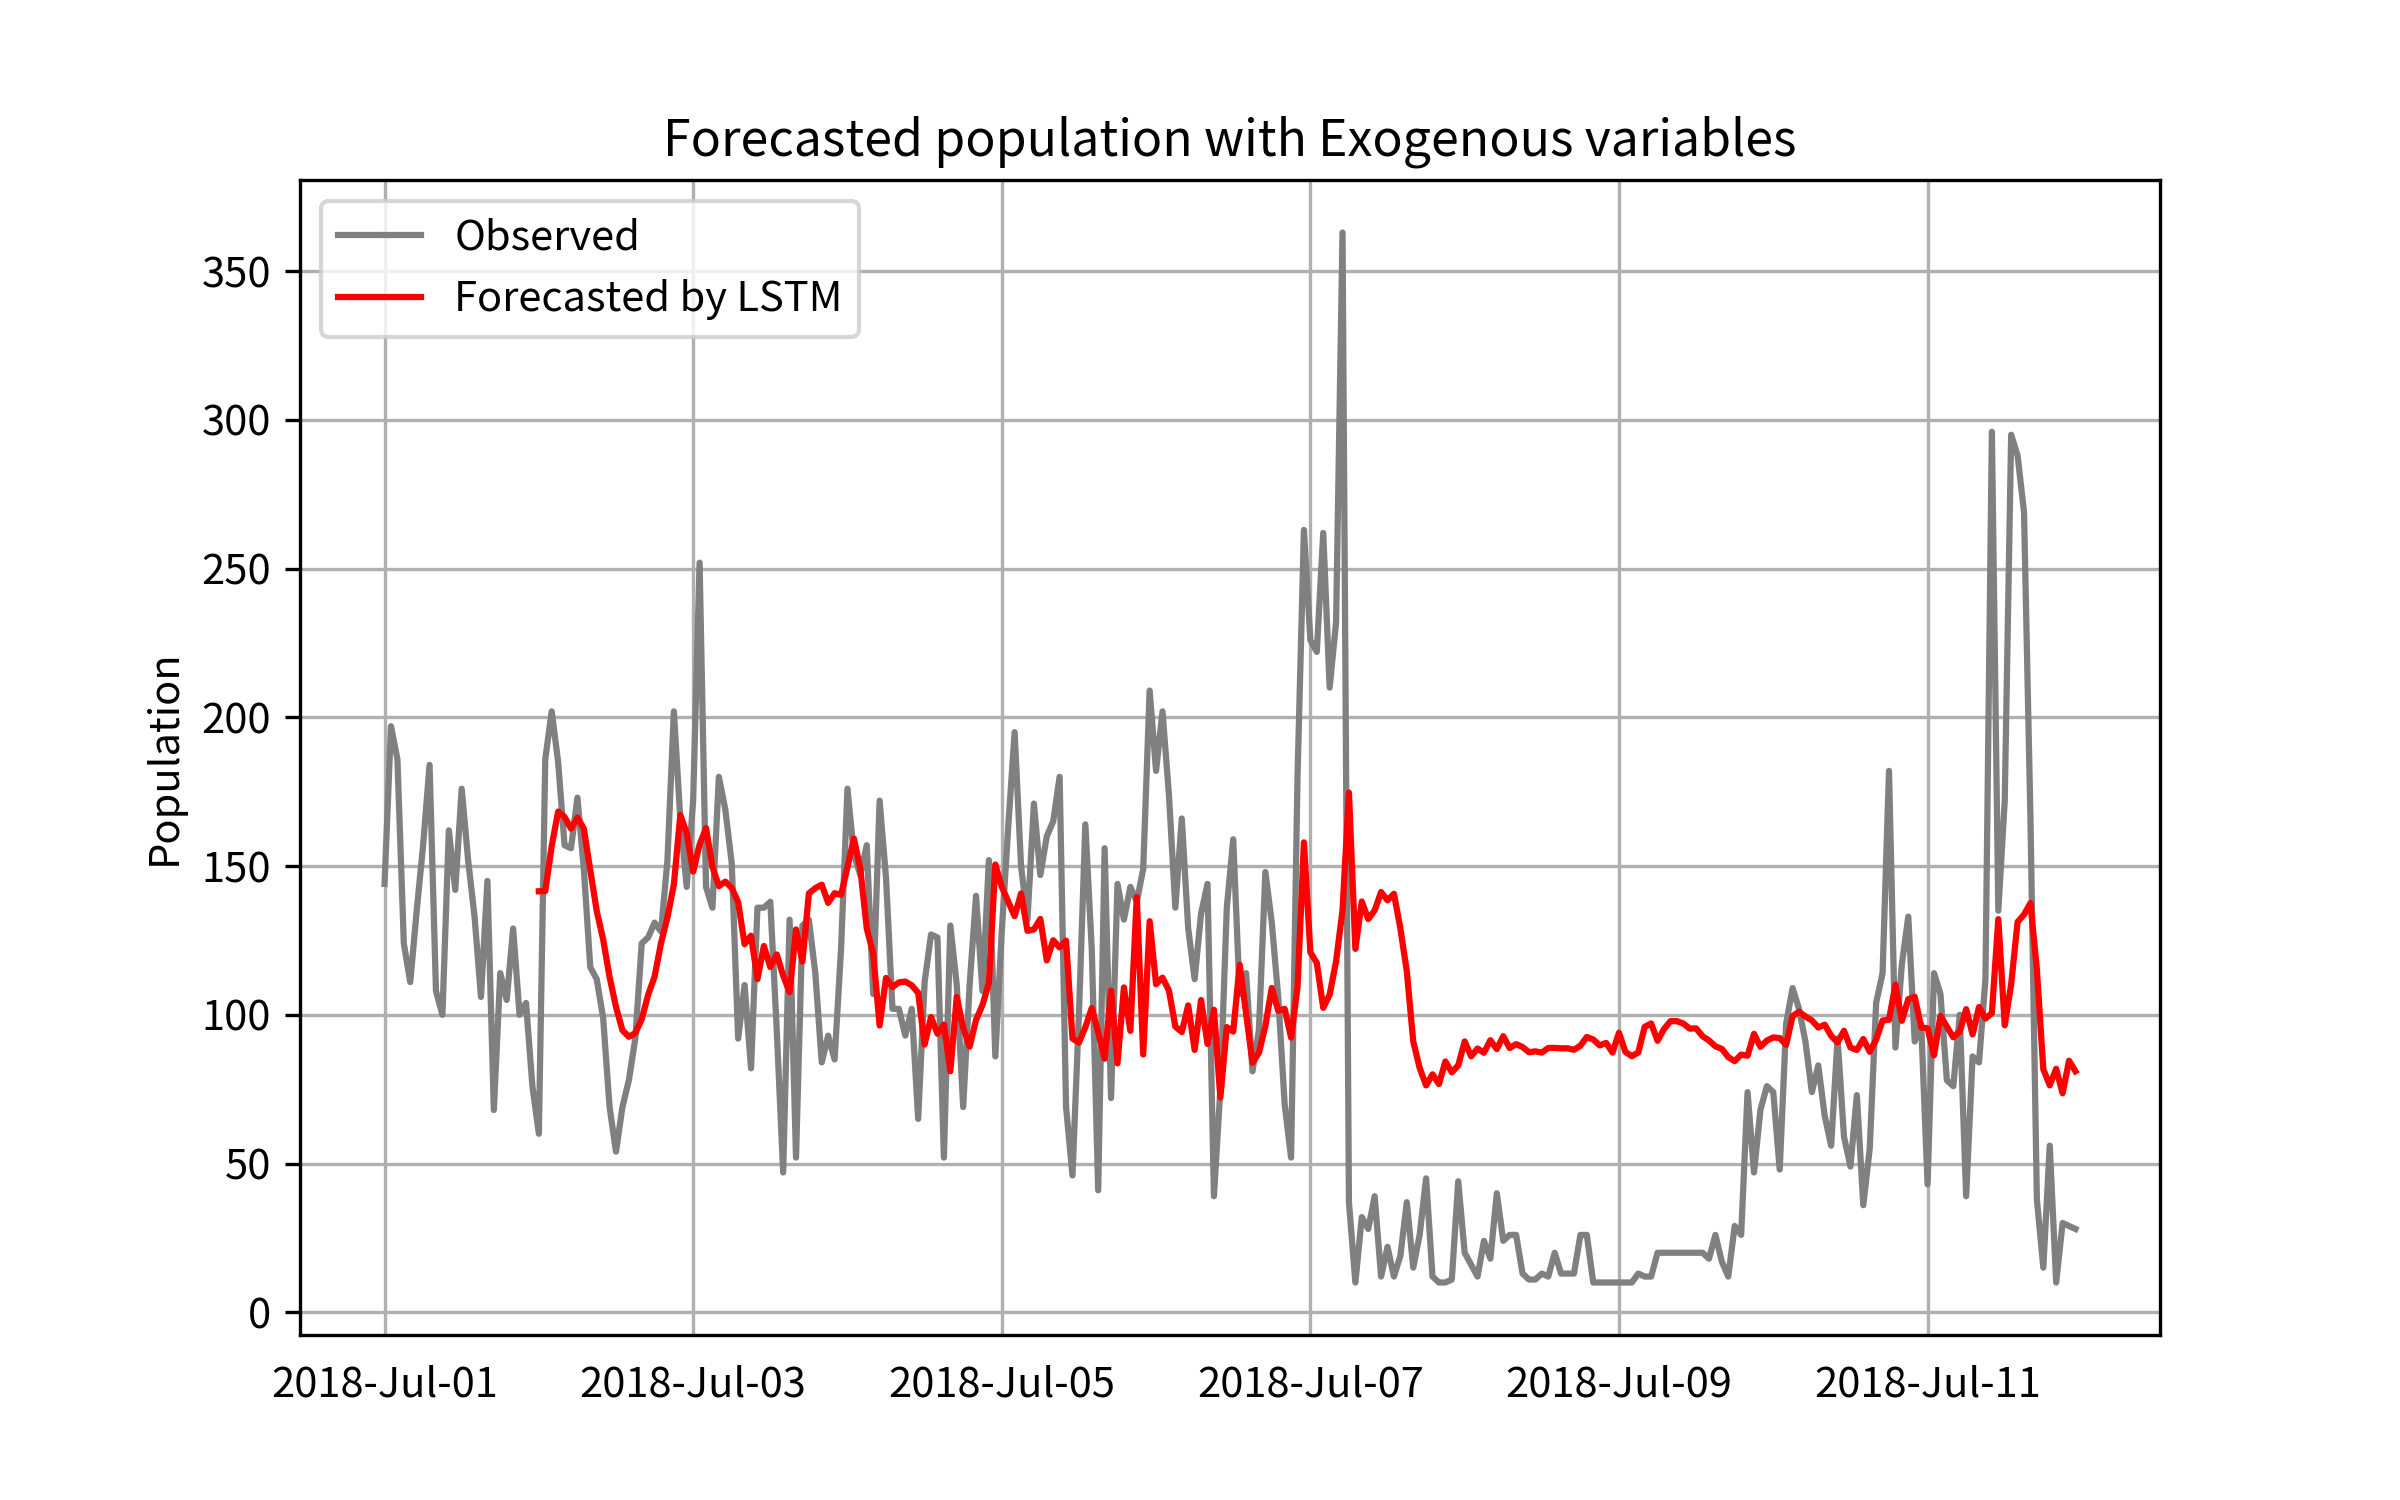 Forecasted population with Exogenous variables
Observed
Forecasted by LSTM
Population
350
300
250
200
150
100
50
0
2018-Jul-01 2018-Jul-03 2018-Jul-05 2018-Jul-07 2018-Jul-09 2018-Jul-11